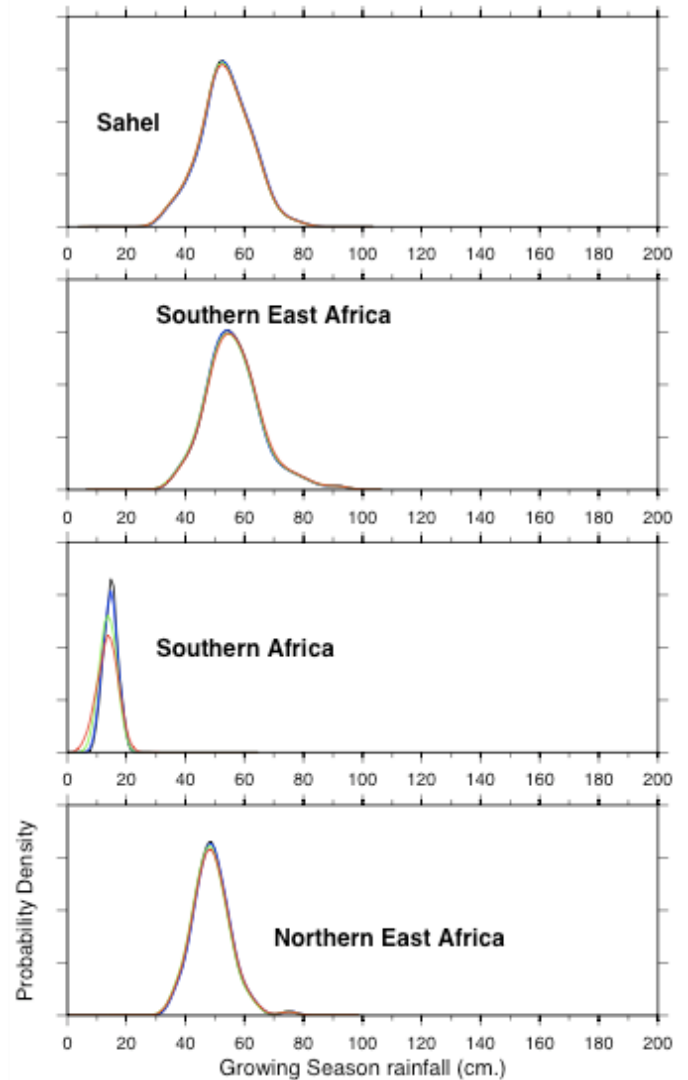 Sahel
0 20 40 60 80 100 120 140 160 180 200
Southern East Africa
0 20 40 60 80 100 120 140 160 180 200
Southern Africa
0 20 40 60 80 100 120 140 160 180 200
Probability Density
Northern East Africa
0 20 40 60 80 100 120 140 160 180 200
Growing Season rainfall (cm.)